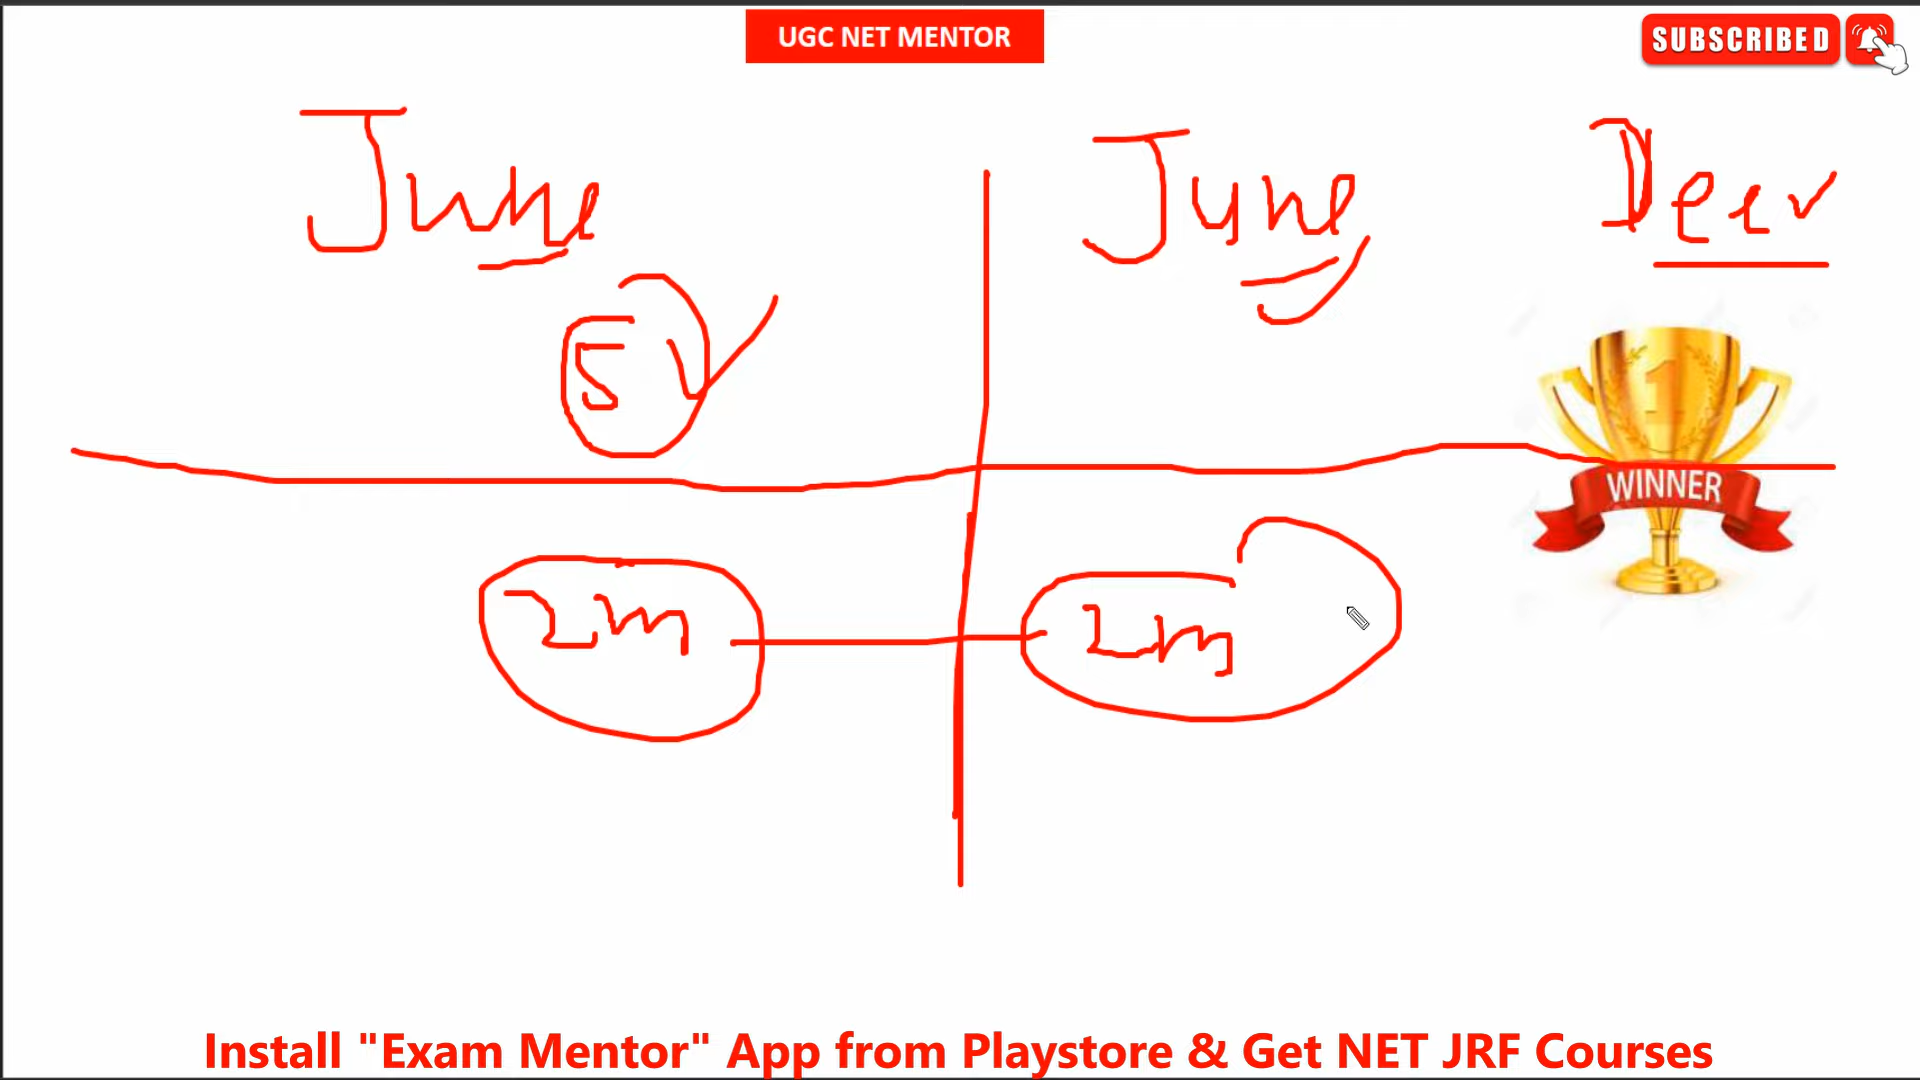 UGC NET MENTOR
SUBSCRIBED
June June
5
1
WINNER
2m 2m
Install "Exam Mentor" App from Playstore & Get NET JRF Courses